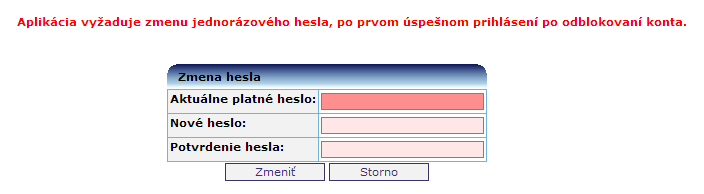 Aplikácia vyžaduje zmenu jednorázového hesla, po prvom úspešnom prihlásení po odblokovaní konta.
Zmena hesla
Aktuálne platné heslo:
Nové heslo:
Potvrdenie hesla:
Zmeniť Storno